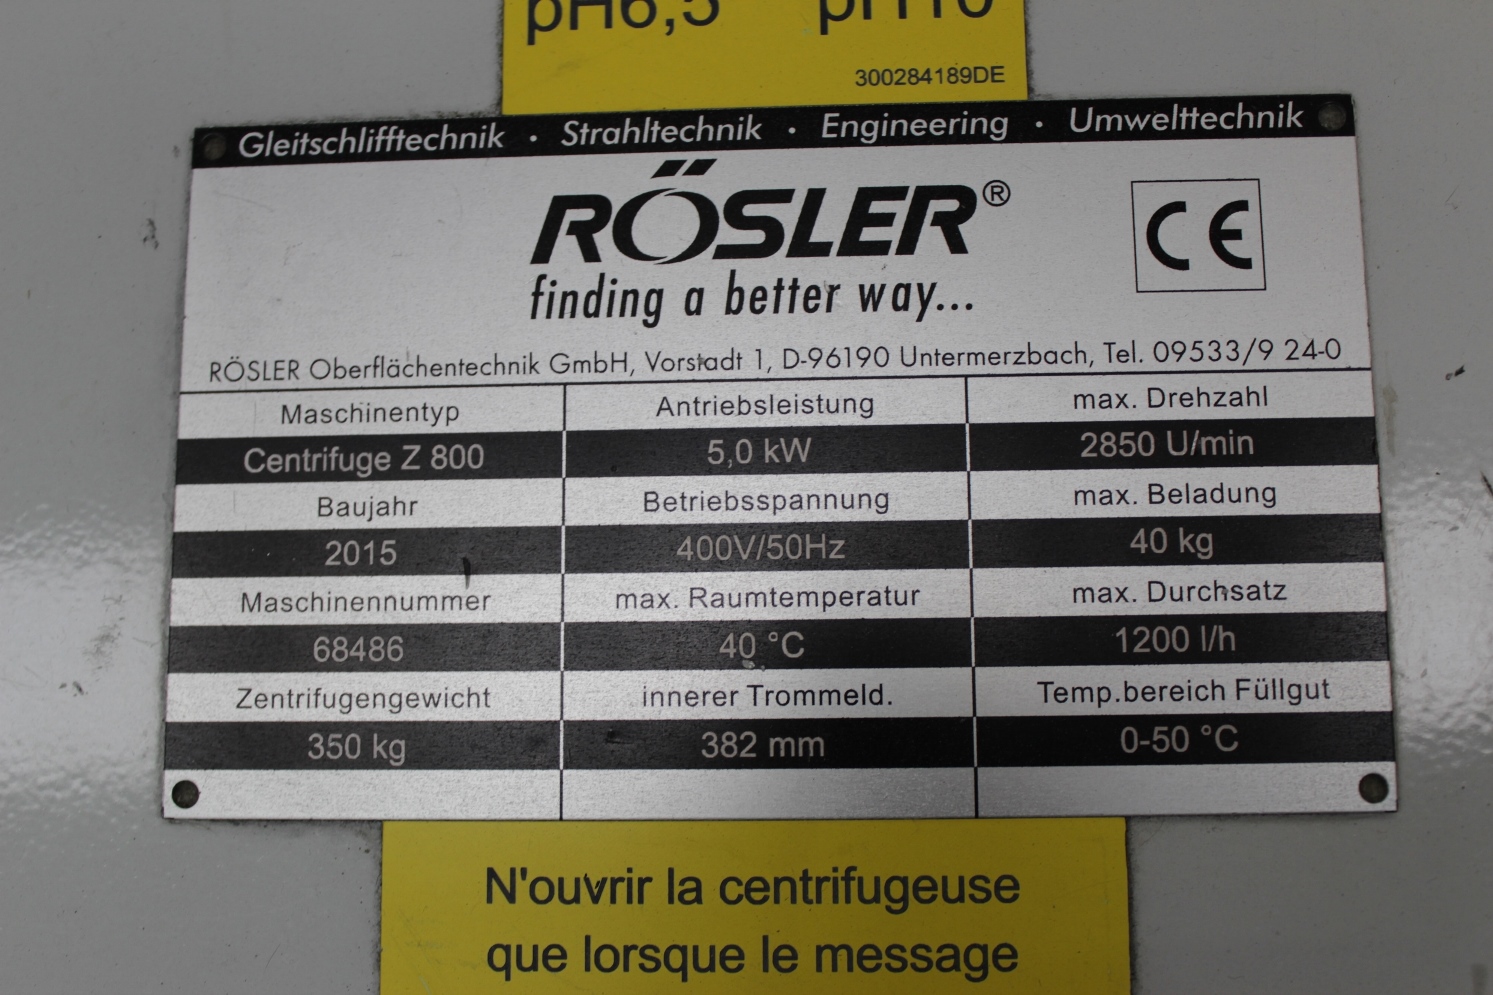 pH6,5 pH10
300284189DE
Gleitschlifftechnik · Strahltechnik · Engineering · Umwelttechnik
RÖSLER®
finding a better way...
CE
RÖSLER Oberflächentechnik GmbH, Vorstadt 1, D-96190 Untermerzbach, Tel. 09533/9 24-0
Maschinentyp Antriebsleistung max. Drehzahl
Centrifuge Z 800 5,0 kW 2850 U/min
Baujahr Betriebsspannung max. Beladung
2015 400V/50Hz 40 kg
Maschinennummer max. Raumtemperatur max. Durchsatz
68486 40 °C 1200 l/h
Zentrifugengewicht innerer Trommeld. Temp.bereich Füllgut
350 kg 382 mm 0-50 °C
N'ouvrir la centrifugeuse
que lorsque le message